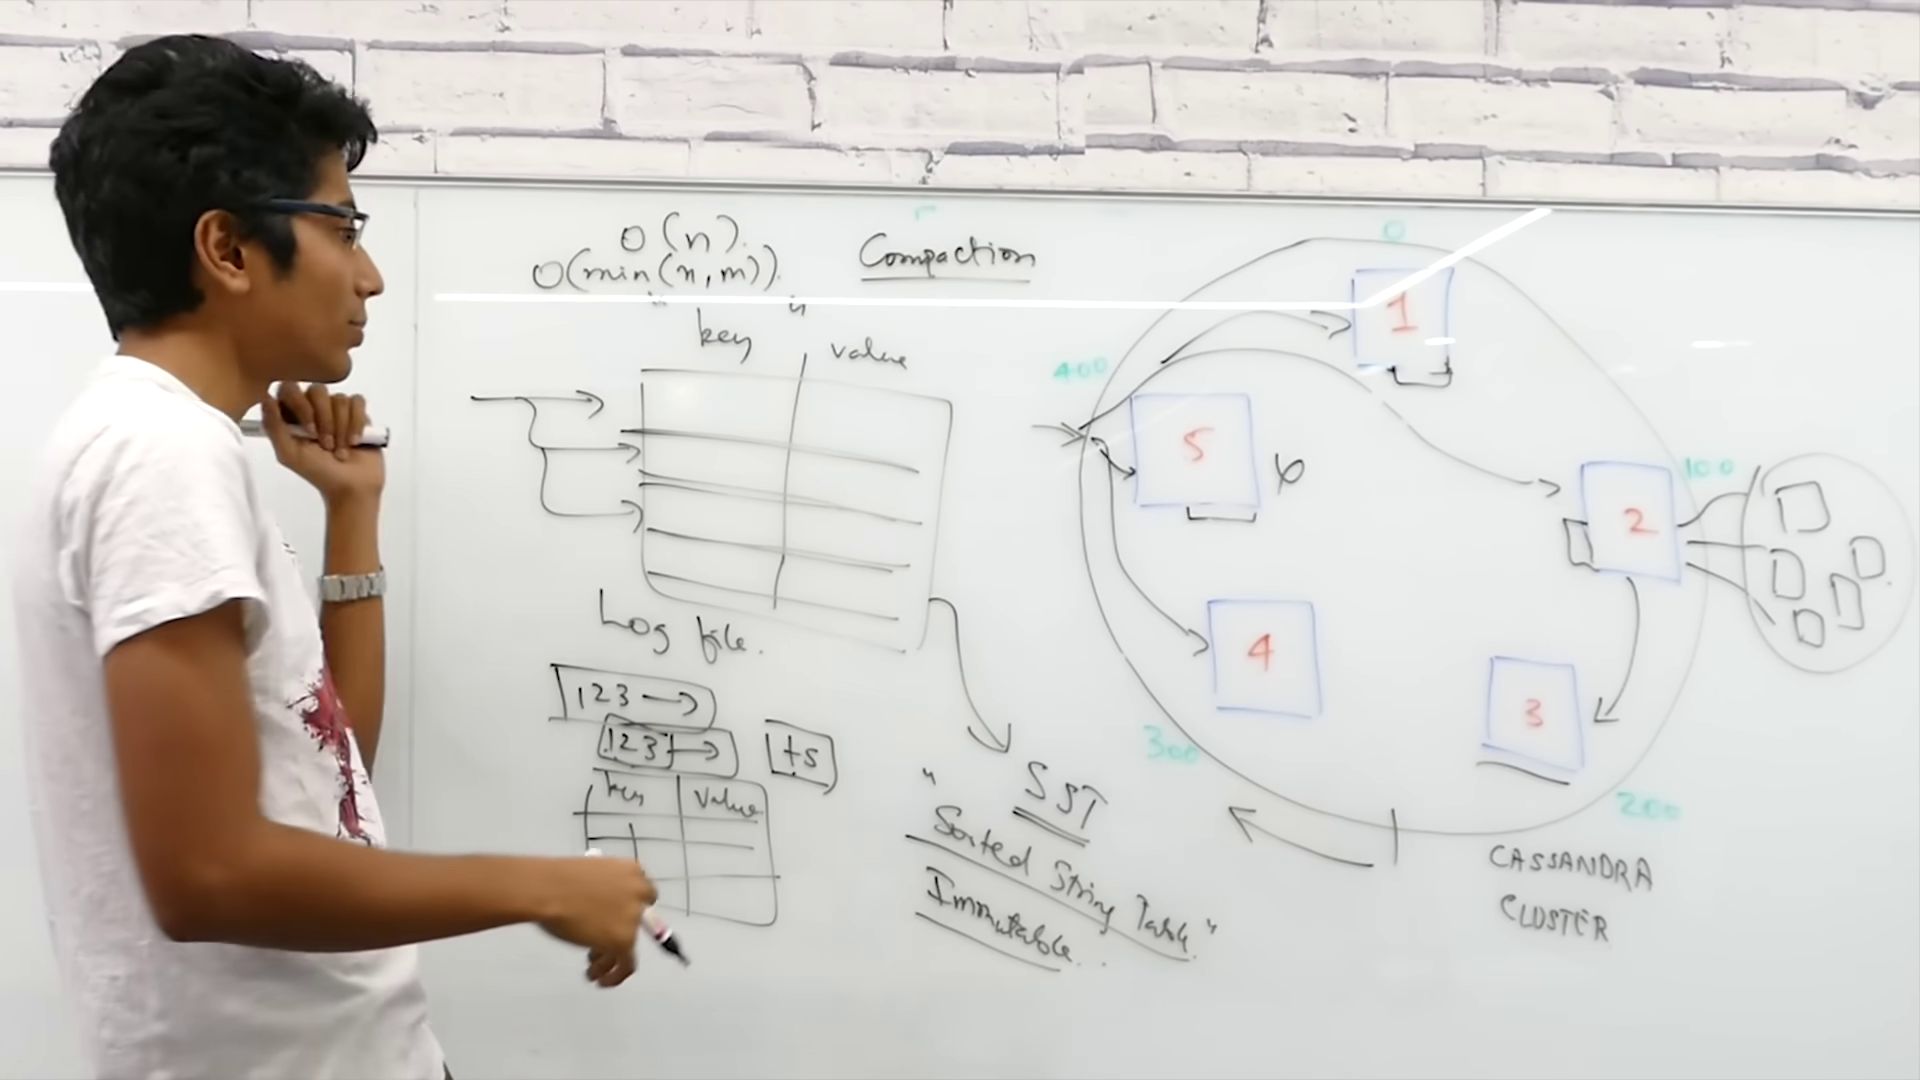 O(n).
O(min(n,m)).
Compaction
key value
Log file.
123 →
123 → ts
key value
SST
"Sorted String Table"
Immutable..
0
1
400
5
6
100
2
4
3
300
200
CASSANDRA
CLUSTER